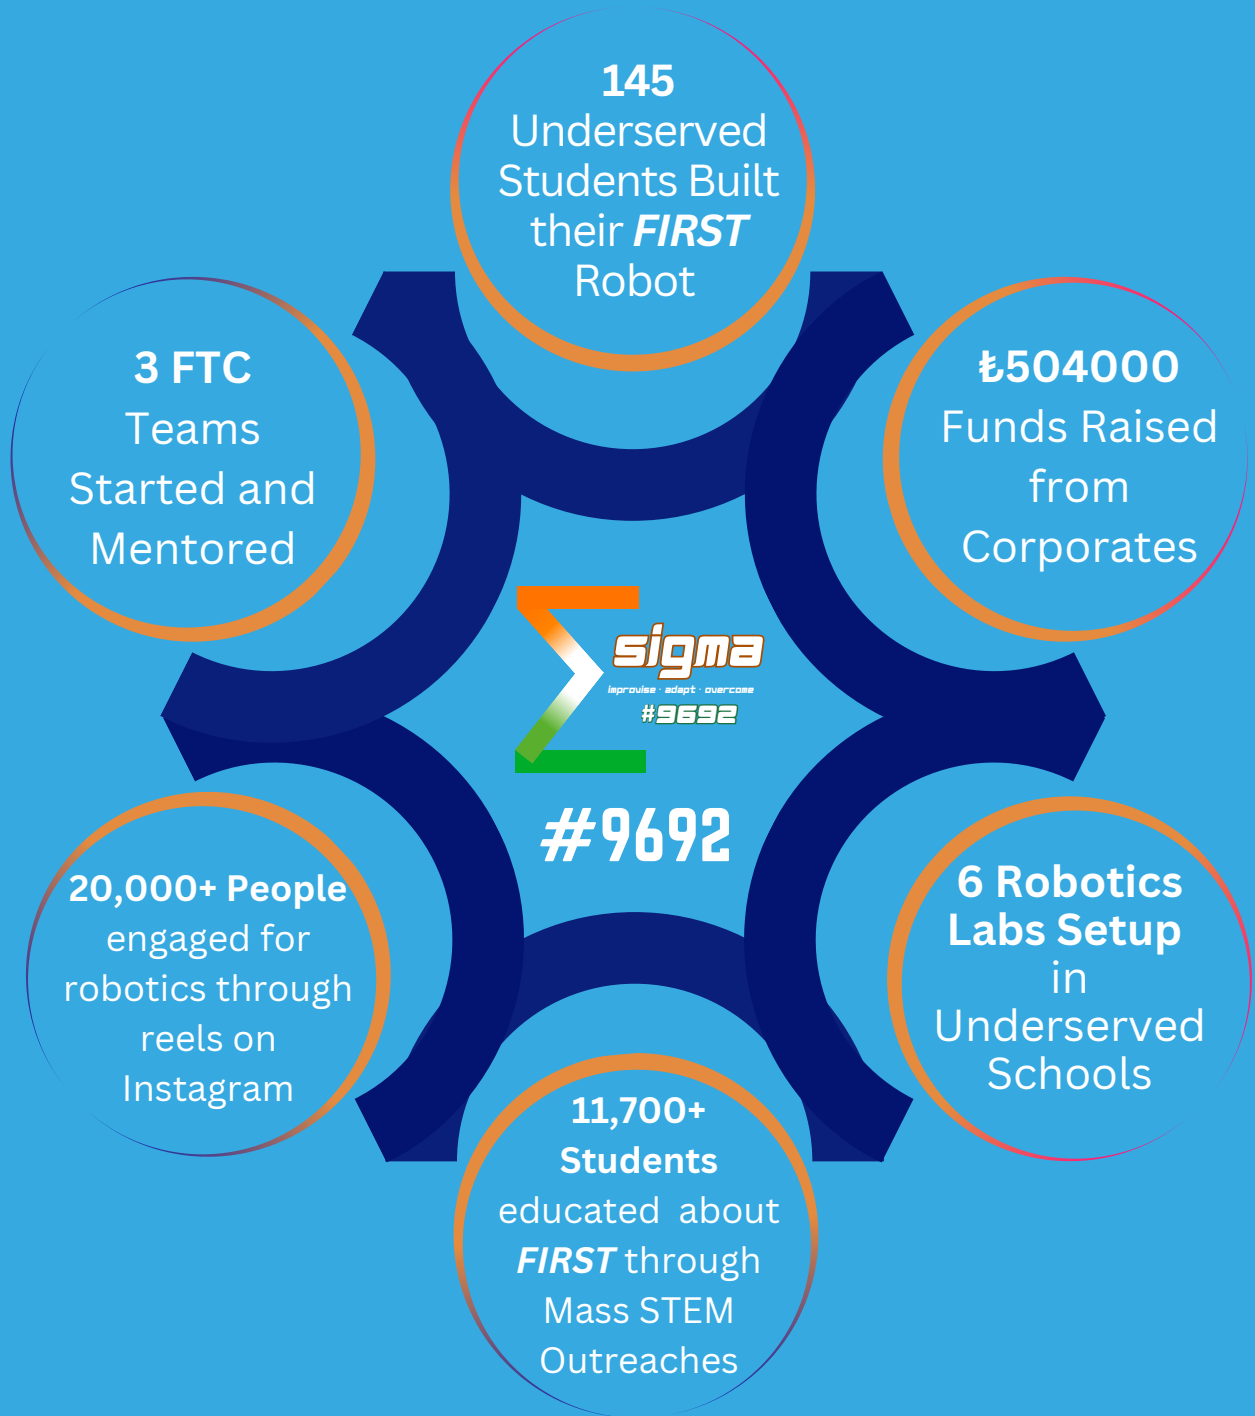 145
Underserved
Students Built
their FIRST
Robot
3 FTC
Teams
Started and
Mentored
₺504000
Funds Raised
from
Corporates
sigma
improvise · adapt · overcome
#9692
#9692
20,000+ People
engaged for
robotics through
reels on
Instagram
6 Robotics
Labs Setup
in
Underserved
Schools
11,700+
Students
educated about
FIRST through
Mass STEM
Outreaches